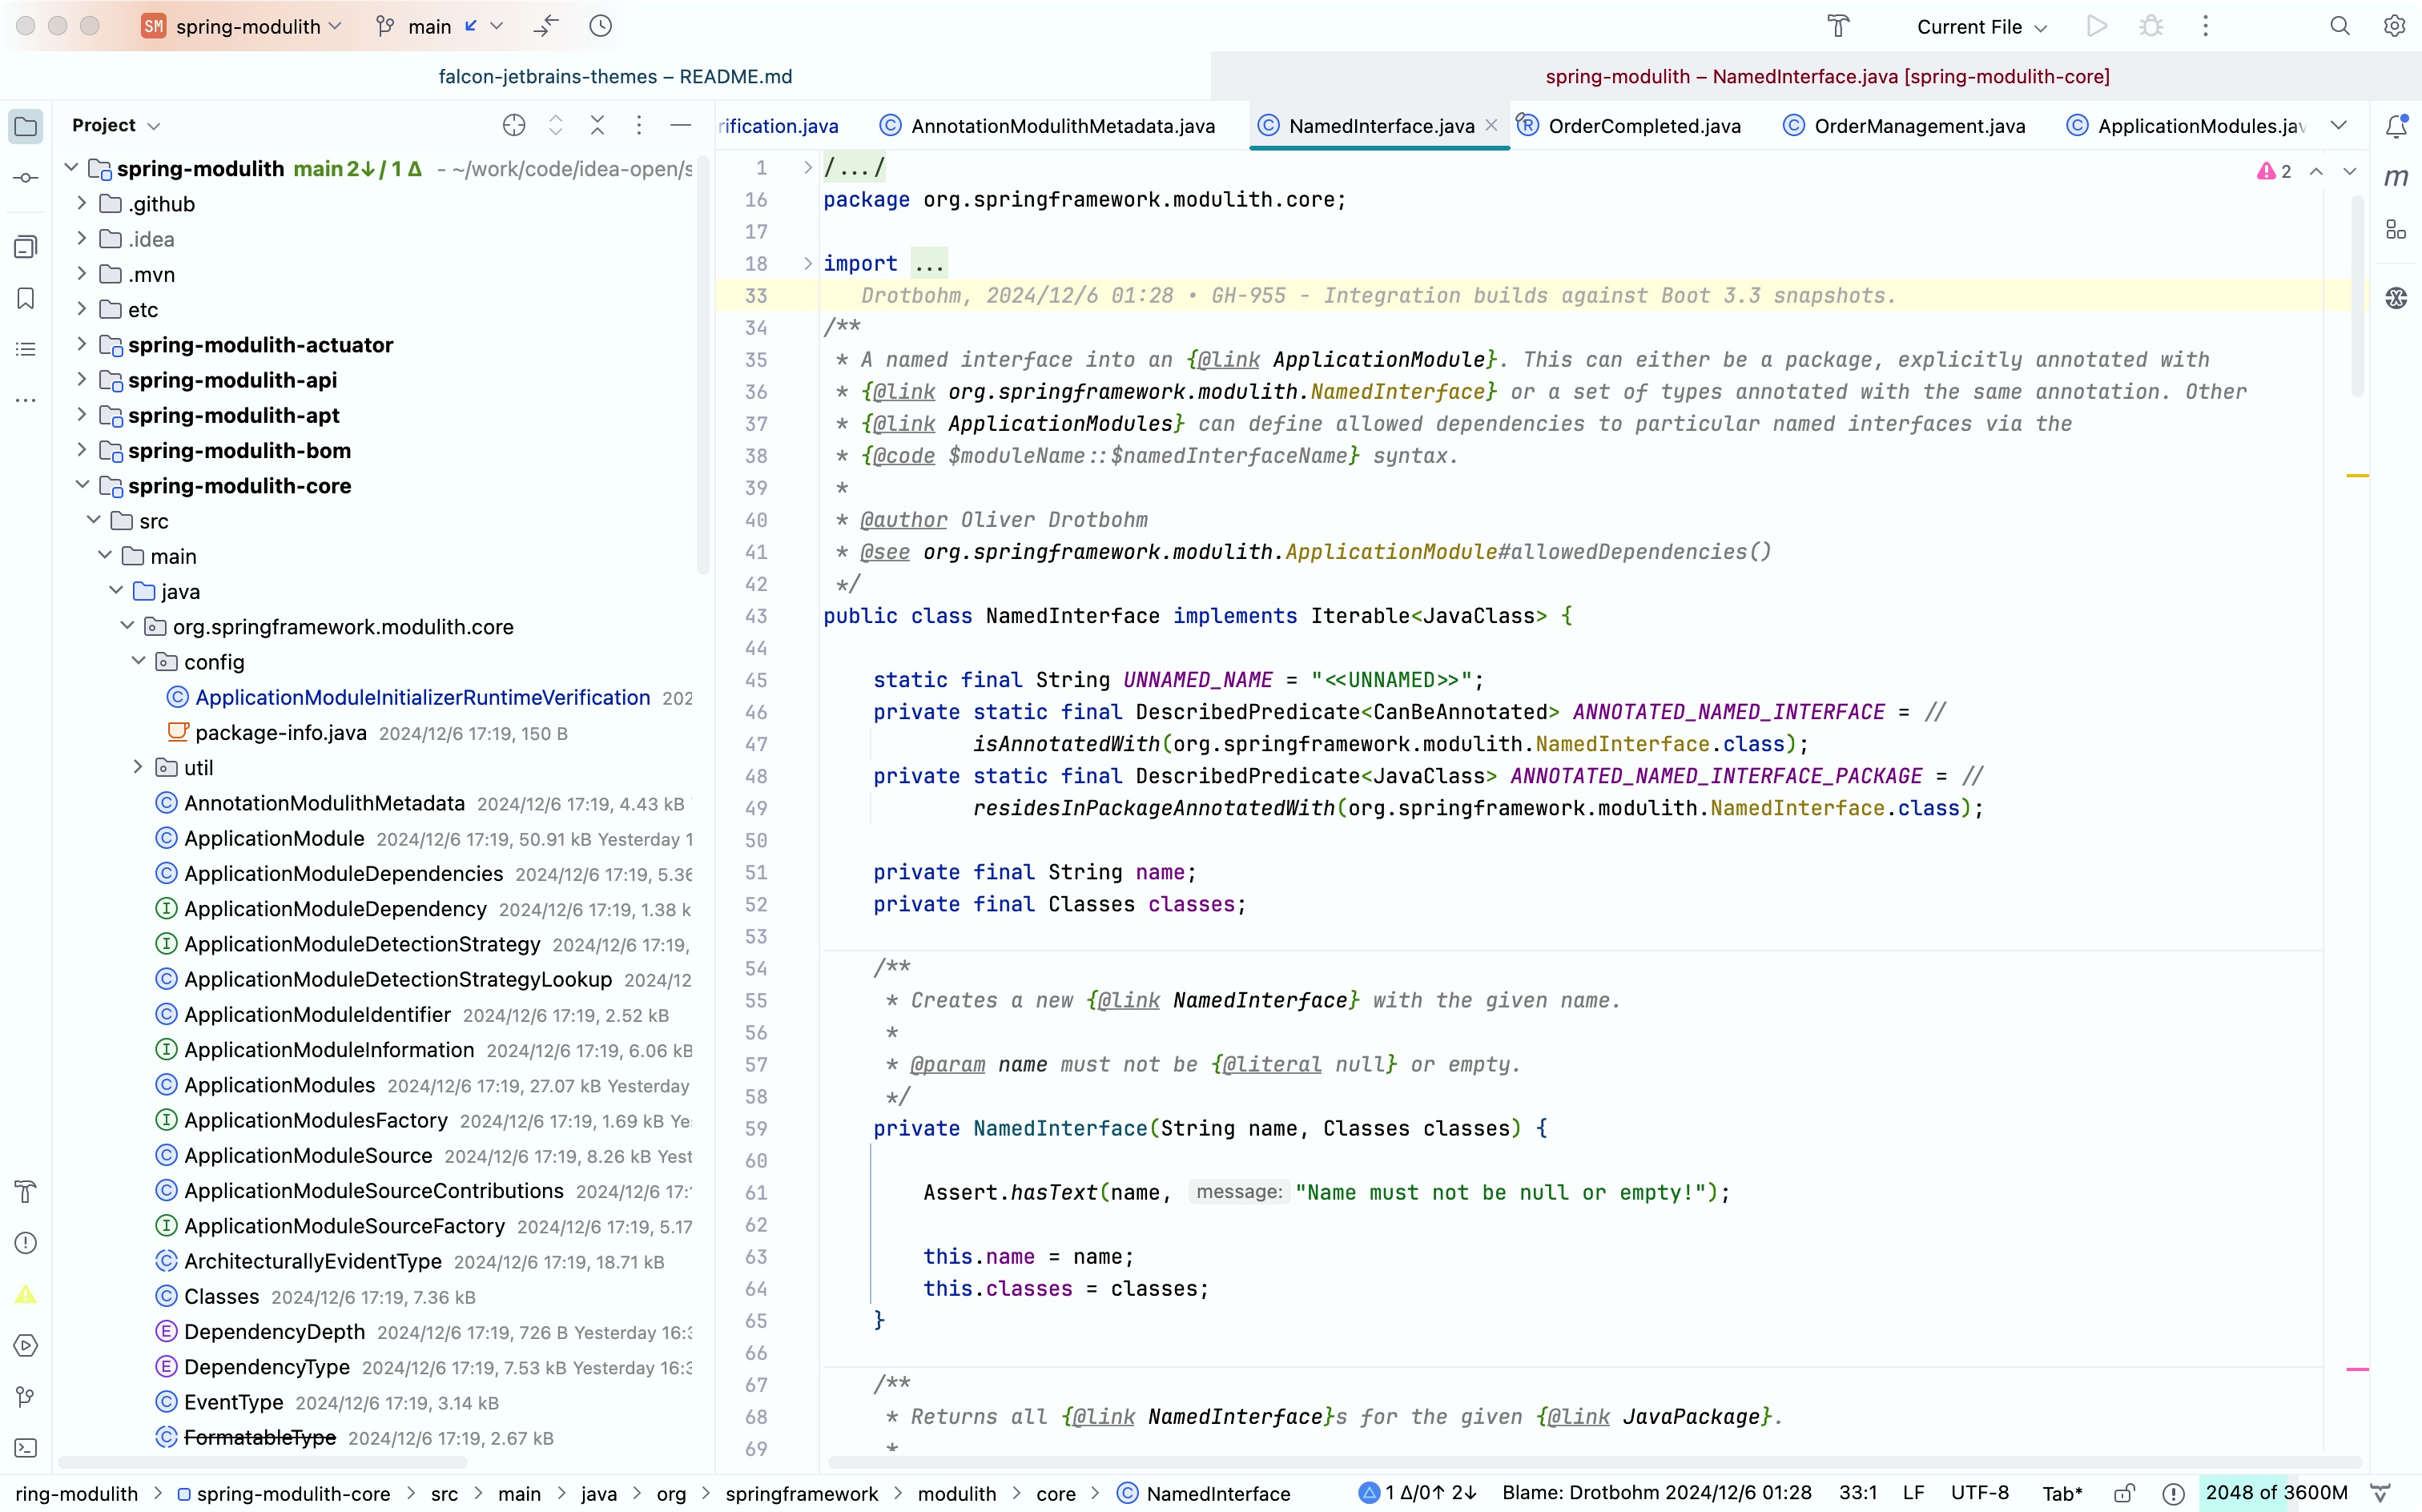 SM spring-modulith main Current File
falcon-jetbrains-themes – README.md
spring-modulith – NamedInterface.java [spring-modulith-core]
Project
spring-modulith main 2↓ / 1 Δ - ~/work/code/idea-open/s
.github
.idea
.mvn
etc
spring-modulith-actuator
spring-modulith-api
spring-modulith-apt
spring-modulith-bom
spring-modulith-core
src
main
java
org.springframework.modulith.core
config
ApplicationModuleInitializerRuntimeVerification 202
package-info.java 2024/12/6 17:19, 150 B
util
AnnotationModulithMetadata 2024/12/6 17:19, 4.43 kB
ApplicationModule 2024/12/6 17:19, 50.91 kB Yesterday 1
ApplicationModuleDependencies 2024/12/6 17:19, 5.36
ApplicationModuleDependency 2024/12/6 17:19, 1.38 k
ApplicationModuleDetectionStrategy 2024/12/6 17:19,
ApplicationModuleDetectionStrategyLookup 2024/12
ApplicationModuleIdentifier 2024/12/6 17:19, 2.52 kB
ApplicationModuleInformation 2024/12/6 17:19, 6.06 kB
ApplicationModules 2024/12/6 17:19, 27.07 kB Yesterday
ApplicationModulesFactory 2024/12/6 17:19, 1.69 kB Ye
ApplicationModuleSource 2024/12/6 17:19, 8.26 kB Yest
ApplicationModuleSourceContributions 2024/12/6 17:
ApplicationModuleSourceFactory 2024/12/6 17:19, 5.17
ArchitecturallyEvidentType 2024/12/6 17:19, 18.71 kB
Classes 2024/12/6 17:19, 7.36 kB
DependencyDepth 2024/12/6 17:19, 726 B Yesterday 16:3
DependencyType 2024/12/6 17:19, 7.53 kB Yesterday 16:3
EventType 2024/12/6 17:19, 3.14 kB
FormatableType 2024/12/6 17:19, 2.67 kB
rification.java AnnotationModulithMetadata.java NamedInterface.java OrderCompleted.java OrderManagement.java ApplicationModules.jav
2
1 /.../
16 package org.springframework.modulith.core;
17
18 import ...
33 Drotbohm, 2024/12/6 01:28 • GH-955 - Integration builds against Boot 3.3 snapshots.
34 /**
35 * A named interface into an {@link ApplicationModule}. This can either be a package, explicitly annotated with
36 * {@link org.springframework.modulith.NamedInterface} or a set of types annotated with the same annotation. Other
37 * {@link ApplicationModules} can define allowed dependencies to particular named interfaces via the
38 * {@code $moduleName::$namedInterfaceName} syntax.
39 *
40 * @author Oliver Drotbohm
41 * @see org.springframework.modulith.ApplicationModule#allowedDependencies()
42 */
43 public class NamedInterface implements Iterable<JavaClass> {
44
45 static final String UNNAMED_NAME = "<<UNNAMED>>";
46 private static final DescribedPredicate<CanBeAnnotated> ANNOTATED_NAMED_INTERFACE = //
47 isAnnotatedWith(org.springframework.modulith.NamedInterface.class);
48 private static final DescribedPredicate<JavaClass> ANNOTATED_NAMED_INTERFACE_PACKAGE = //
49 residesInPackageAnnotatedWith(org.springframework.modulith.NamedInterface.class);
50
51 private final String name;
52 private final Classes classes;
53
54 /**
55 * Creates a new {@link NamedInterface} with the given name.
56 *
57 * @param name must not be {@literal null} or empty.
58 */
59 private NamedInterface(String name, Classes classes) {
60
61 Assert.hasText(name, message: "Name must not be null or empty!");
62
63 this.name = name;
64 this.classes = classes;
65 }
66
67 /**
68 * Returns all {@link NamedInterface}s for the given {@link JavaPackage}.
69 *
ring-modulith > spring-modulith-core > src > main > java > org > springframework > modulith > core > NamedInterface 1 Δ/0↑ 2↓ Blame: Drotbohm 2024/12/6 01:28 33:1 LF UTF-8 Tab* 2048 of 3600M